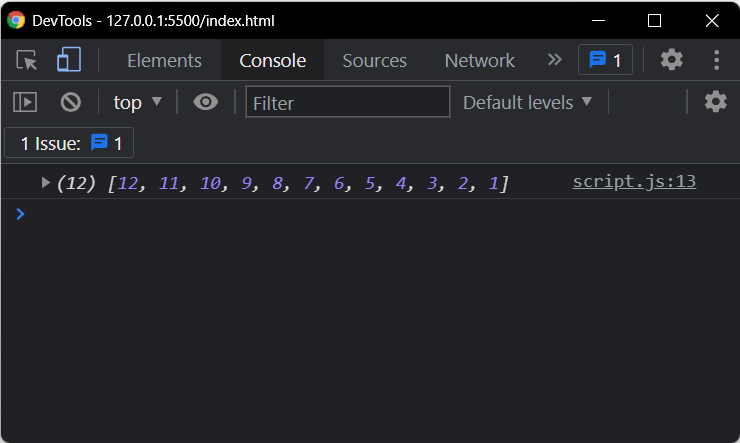 DevTools - 127.0.0.1:5500/index.html
Elements Console Sources Network 1
top Filter Default levels
1 Issue: 1
(12) [12, 11, 10, 9, 8, 7, 6, 5, 4, 3, 2, 1] script.js:13